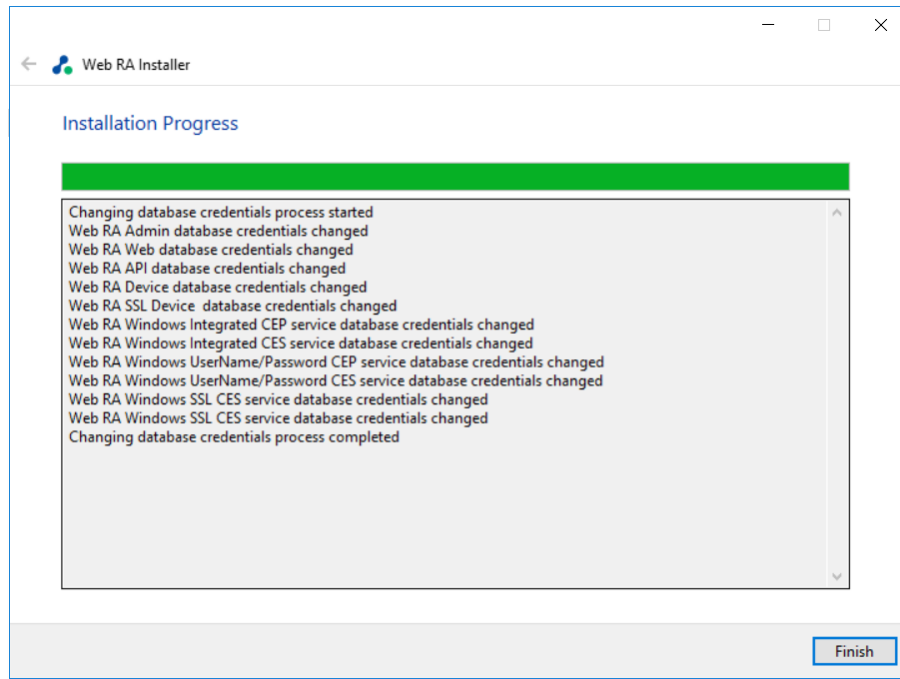 Web RA Installer
Installation Progress
Changing database credentials process started
Web RA Admin database credentials changed
Web RA Web database credentials changed
Web RA API database credentials changed
Web RA Device database credentials changed
Web RA SSL Device  database credentials changed
Web RA Windows Integrated CEP service database credentials changed
Web RA Windows Integrated CES service database credentials changed
Web RA Windows UserName/Password CEP service database credentials changed
Web RA Windows UserName/Password CES service database credentials changed
Web RA Windows SSL CES service database credentials changed
Web RA Windows SSL CES service database credentials changed
Changing database credentials process completed
Finish